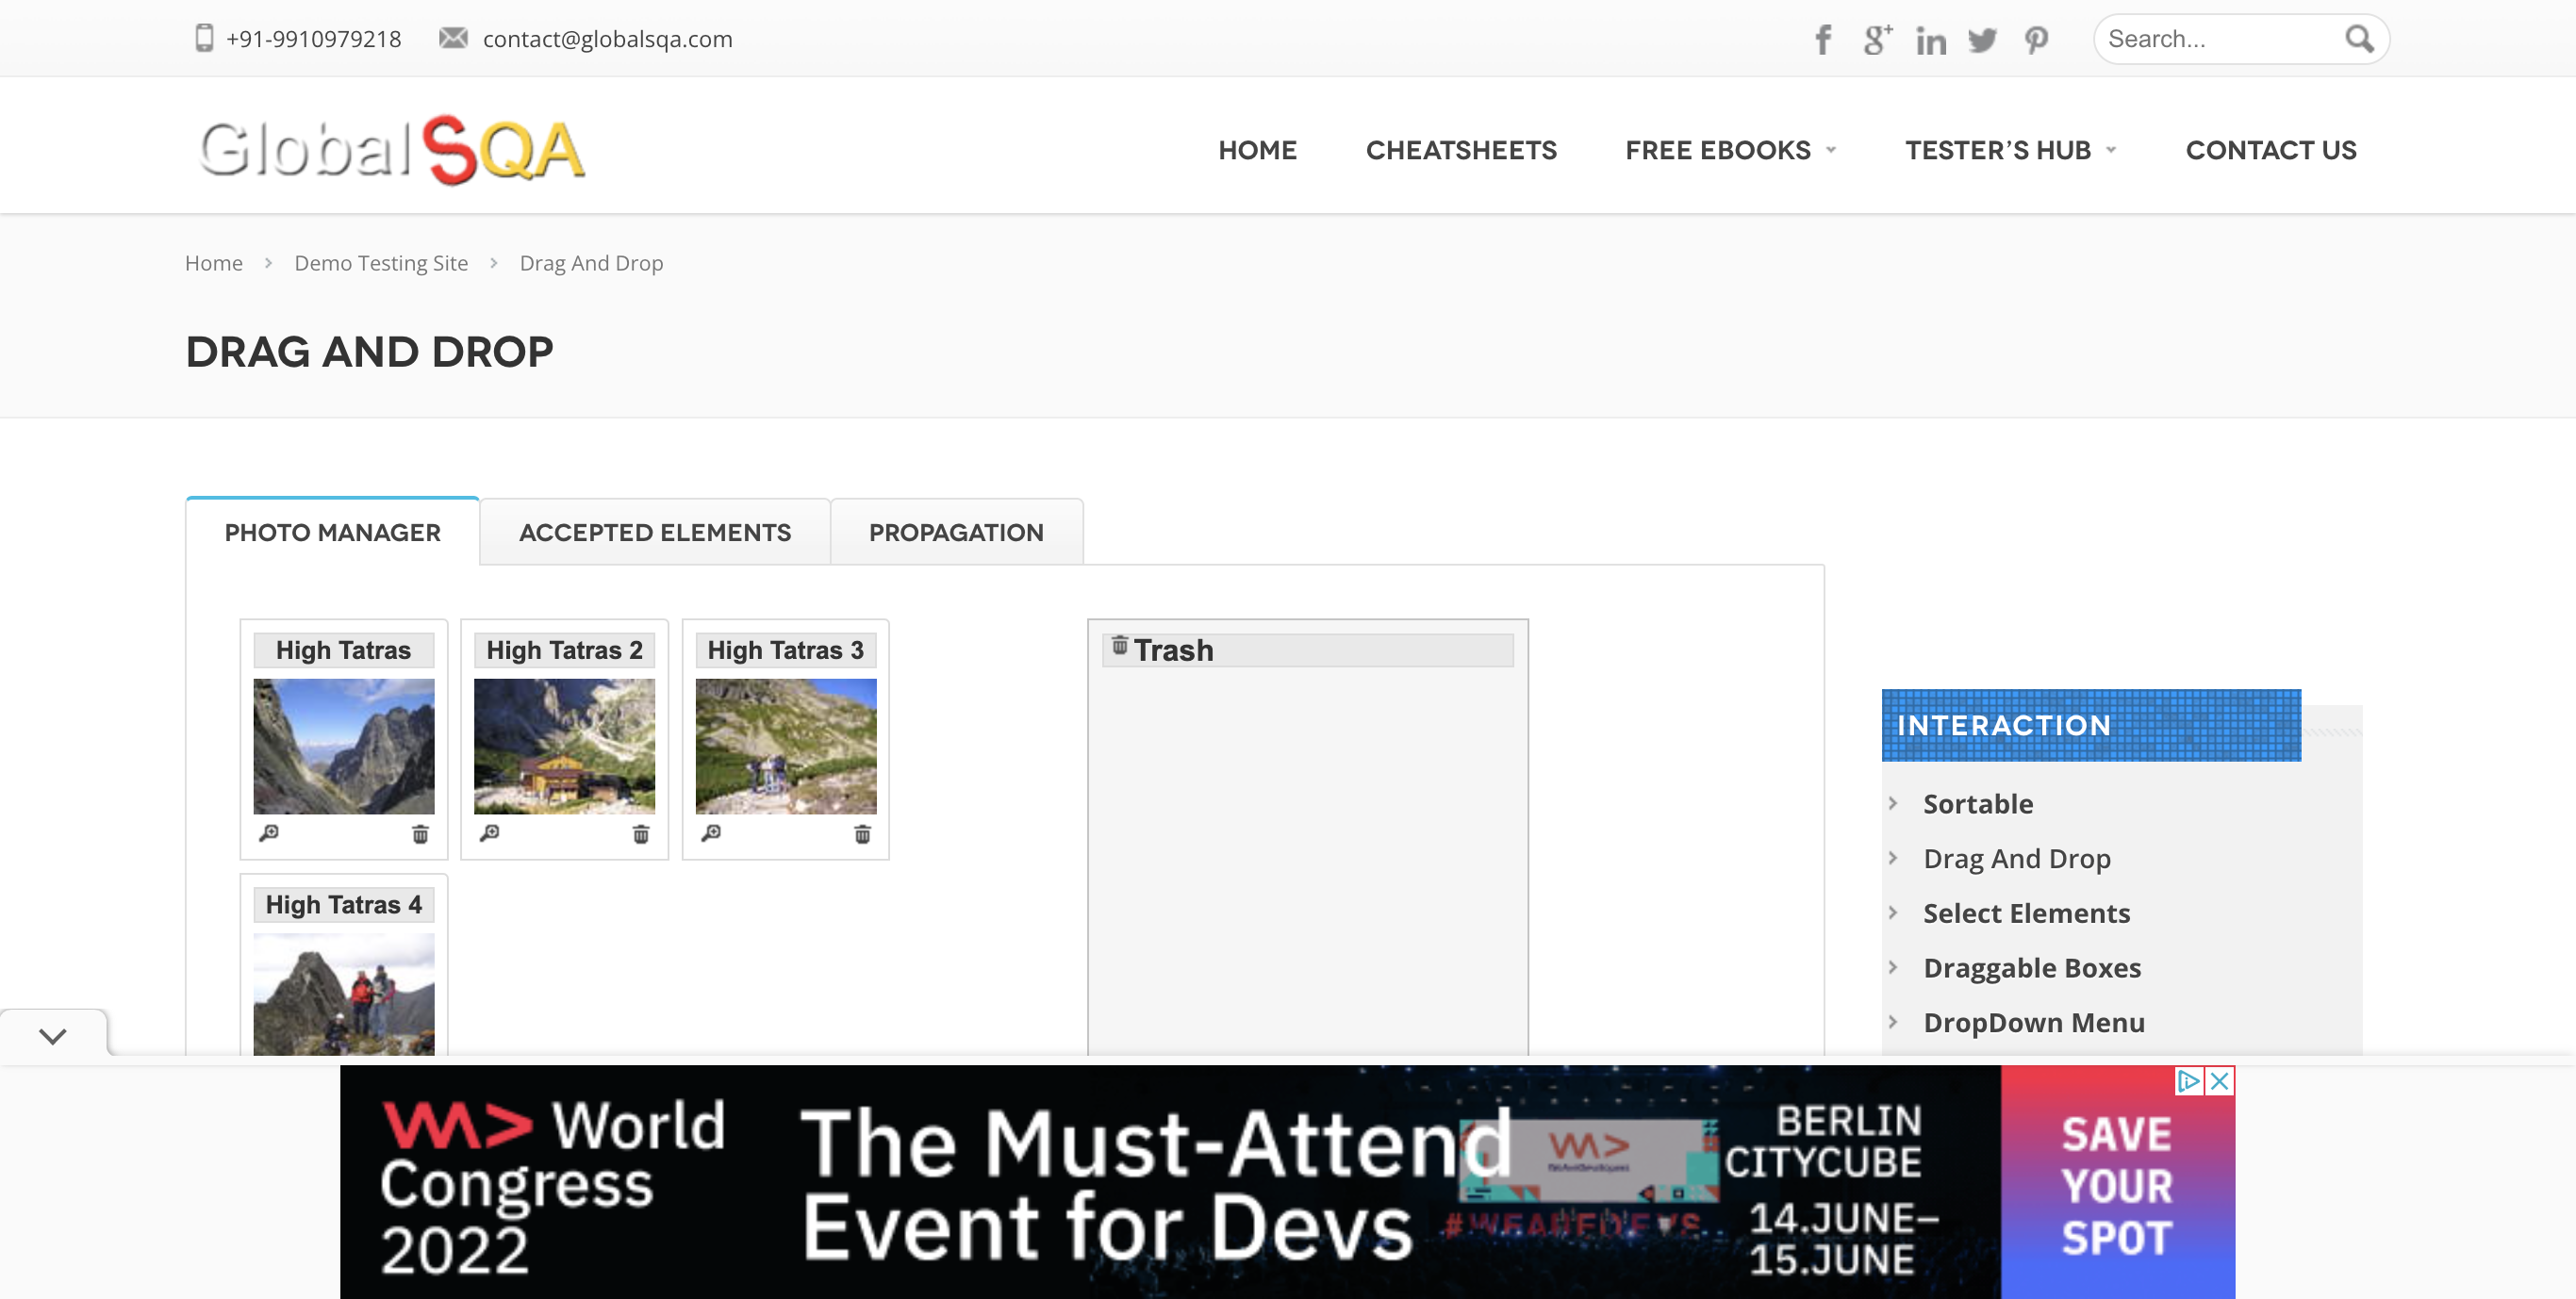 +91-9910979218 contact@globalsqa.com Search...
GlobalSQA
HOME CHEATSHEETS FREE EBOOKS TESTER’S HUB CONTACT US
Home > Demo Testing Site > Drag And Drop
DRAG AND DROP
PHOTO MANAGER ACCEPTED ELEMENTS PROPAGATION
High Tatras High Tatras 2 High Tatras 3
High Tatras 4
Trash
INTERACTION
Sortable
Drag And Drop
Select Elements
Draggable Boxes
DropDown Menu
World
Congress
2022
The Must-Attend
Event for Devs
#WEAREDEVS
BERLIN
CITYCUBE
14.JUNE–
15.JUNE
SAVE
YOUR
SPOT